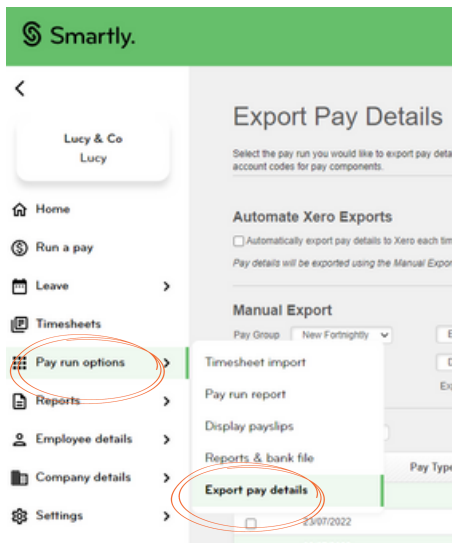 Smartly.
Lucy & Co
Lucy
Home
Run a pay
Leave
Timesheets
Pay run options
Reports
Employee details
Company details
Settings
Timesheet import
Pay run report
Display payslips
Reports & bank file
Export pay details
Export Pay Details
Select the pay run you would like to export pay
account codes for pay components.
Automate Xero Exports
Automatically export pay details to Xero each
Pay details will be exported using the Manual
Manual Export
Pay Group New Fortnightly
Pay Type
23/07/2022